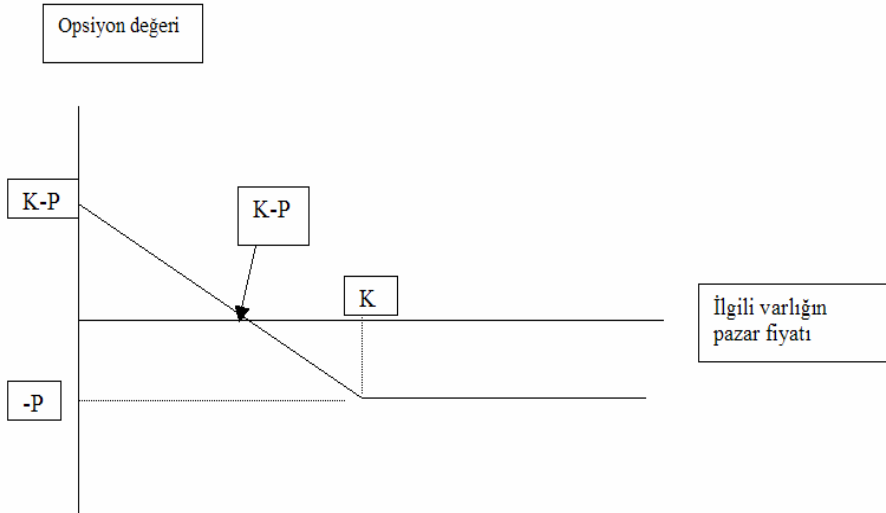 Opsiyon değeri
K-P
K-P
K
İlgili varlığın
pazar fiyatı
-P